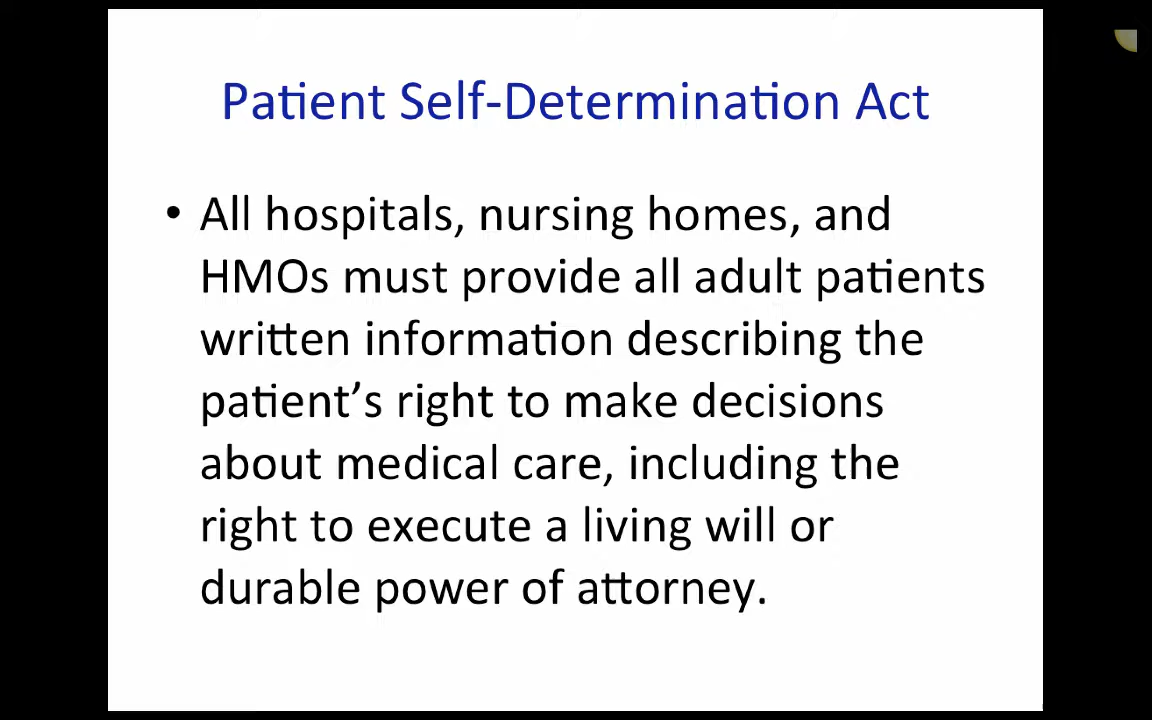 Patient Self-Determination Act
• All hospitals, nursing homes, and
HMOs must provide all adult patients
written information describing the
patient’s right to make decisions
about medical care, including the
right to execute a living will or
durable power of attorney.